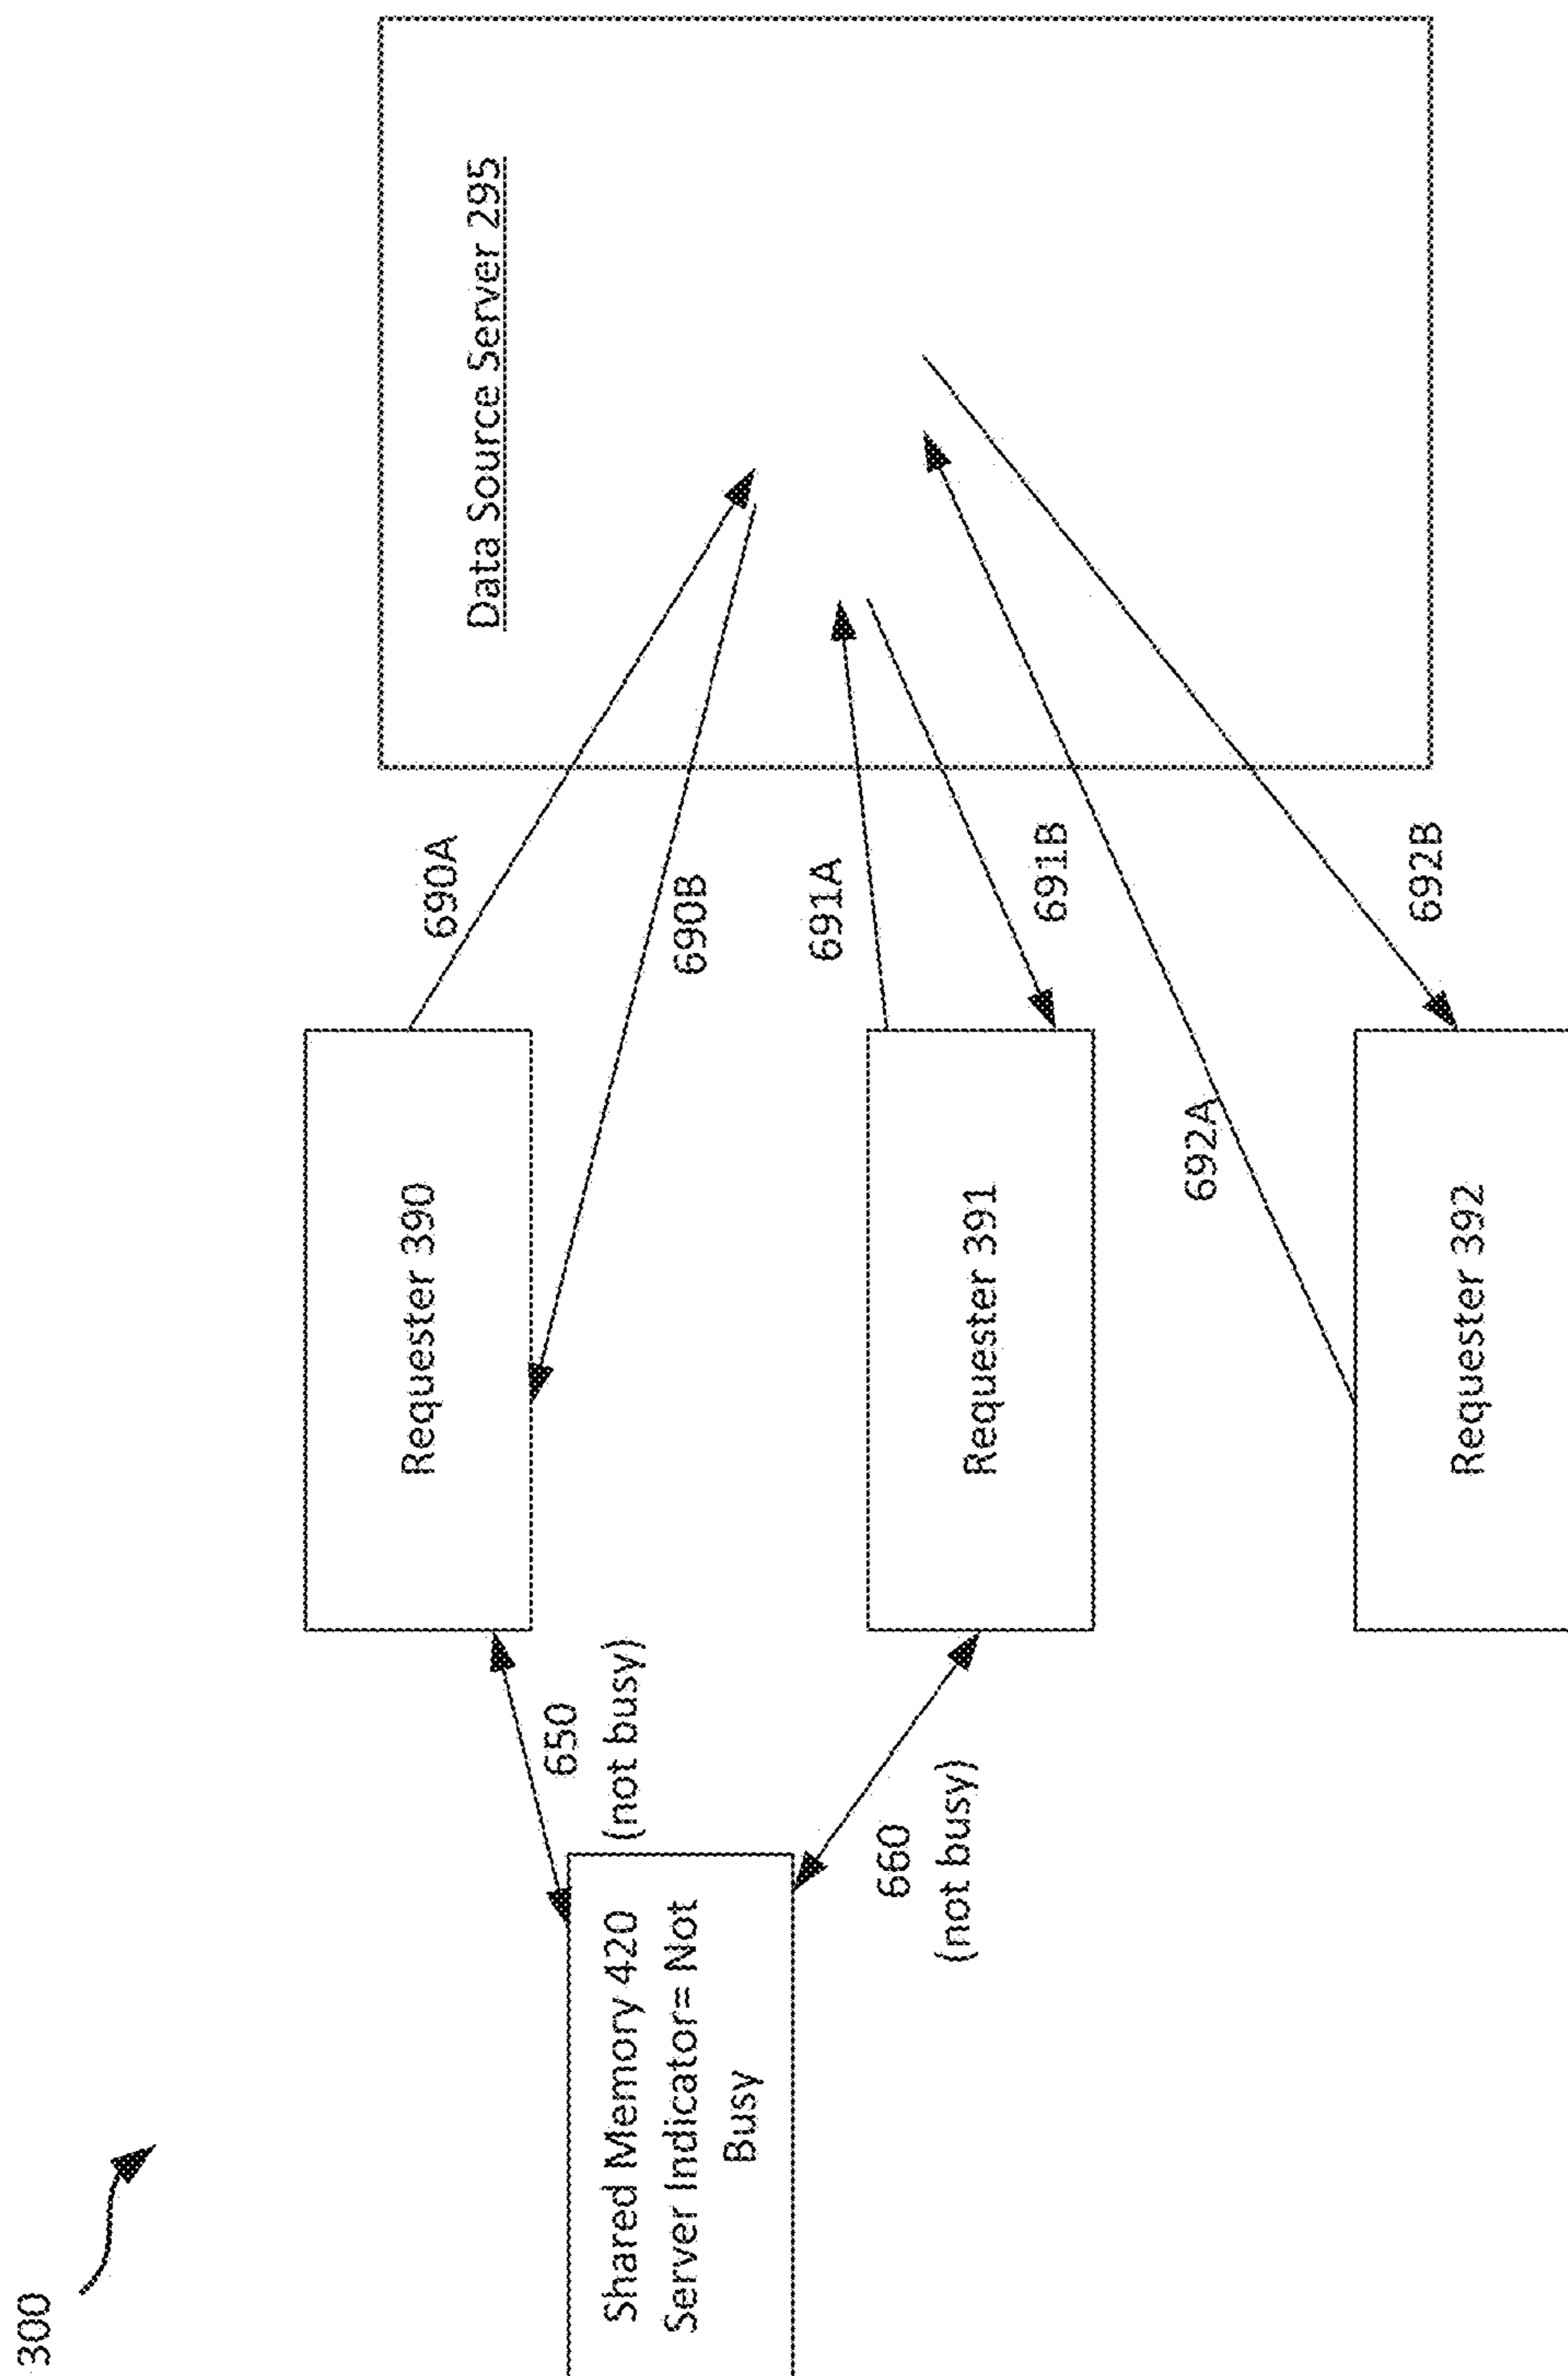 300
Shared Memory 420
Server Indicator= Not
Busy
650
(not busy)
660
(not busy)
Requester 390
Requester 391
Requester 392
690A
690B
691A
691B
692A
692B
Data Source Server 295